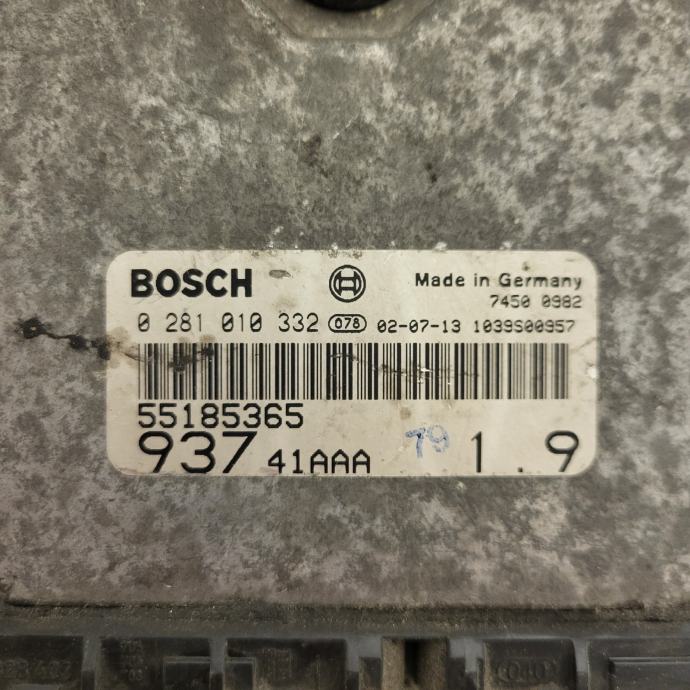 BOSCH Made in Germany
7450 0982
0 281 010 332 078 02-07-13 1039S00957
55185365
937 41AAA 79 1.9